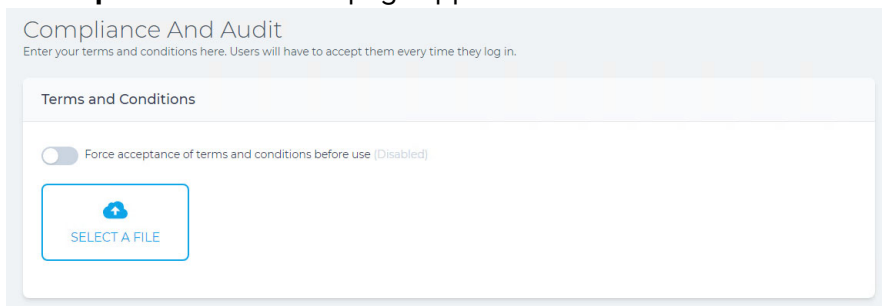 Compliance And Audit
Enter your terms and conditions here. Users will have to accept them every time they log in.
Terms and Conditions
Force acceptance of terms and conditions before use (Disabled)
SELECT A FILE